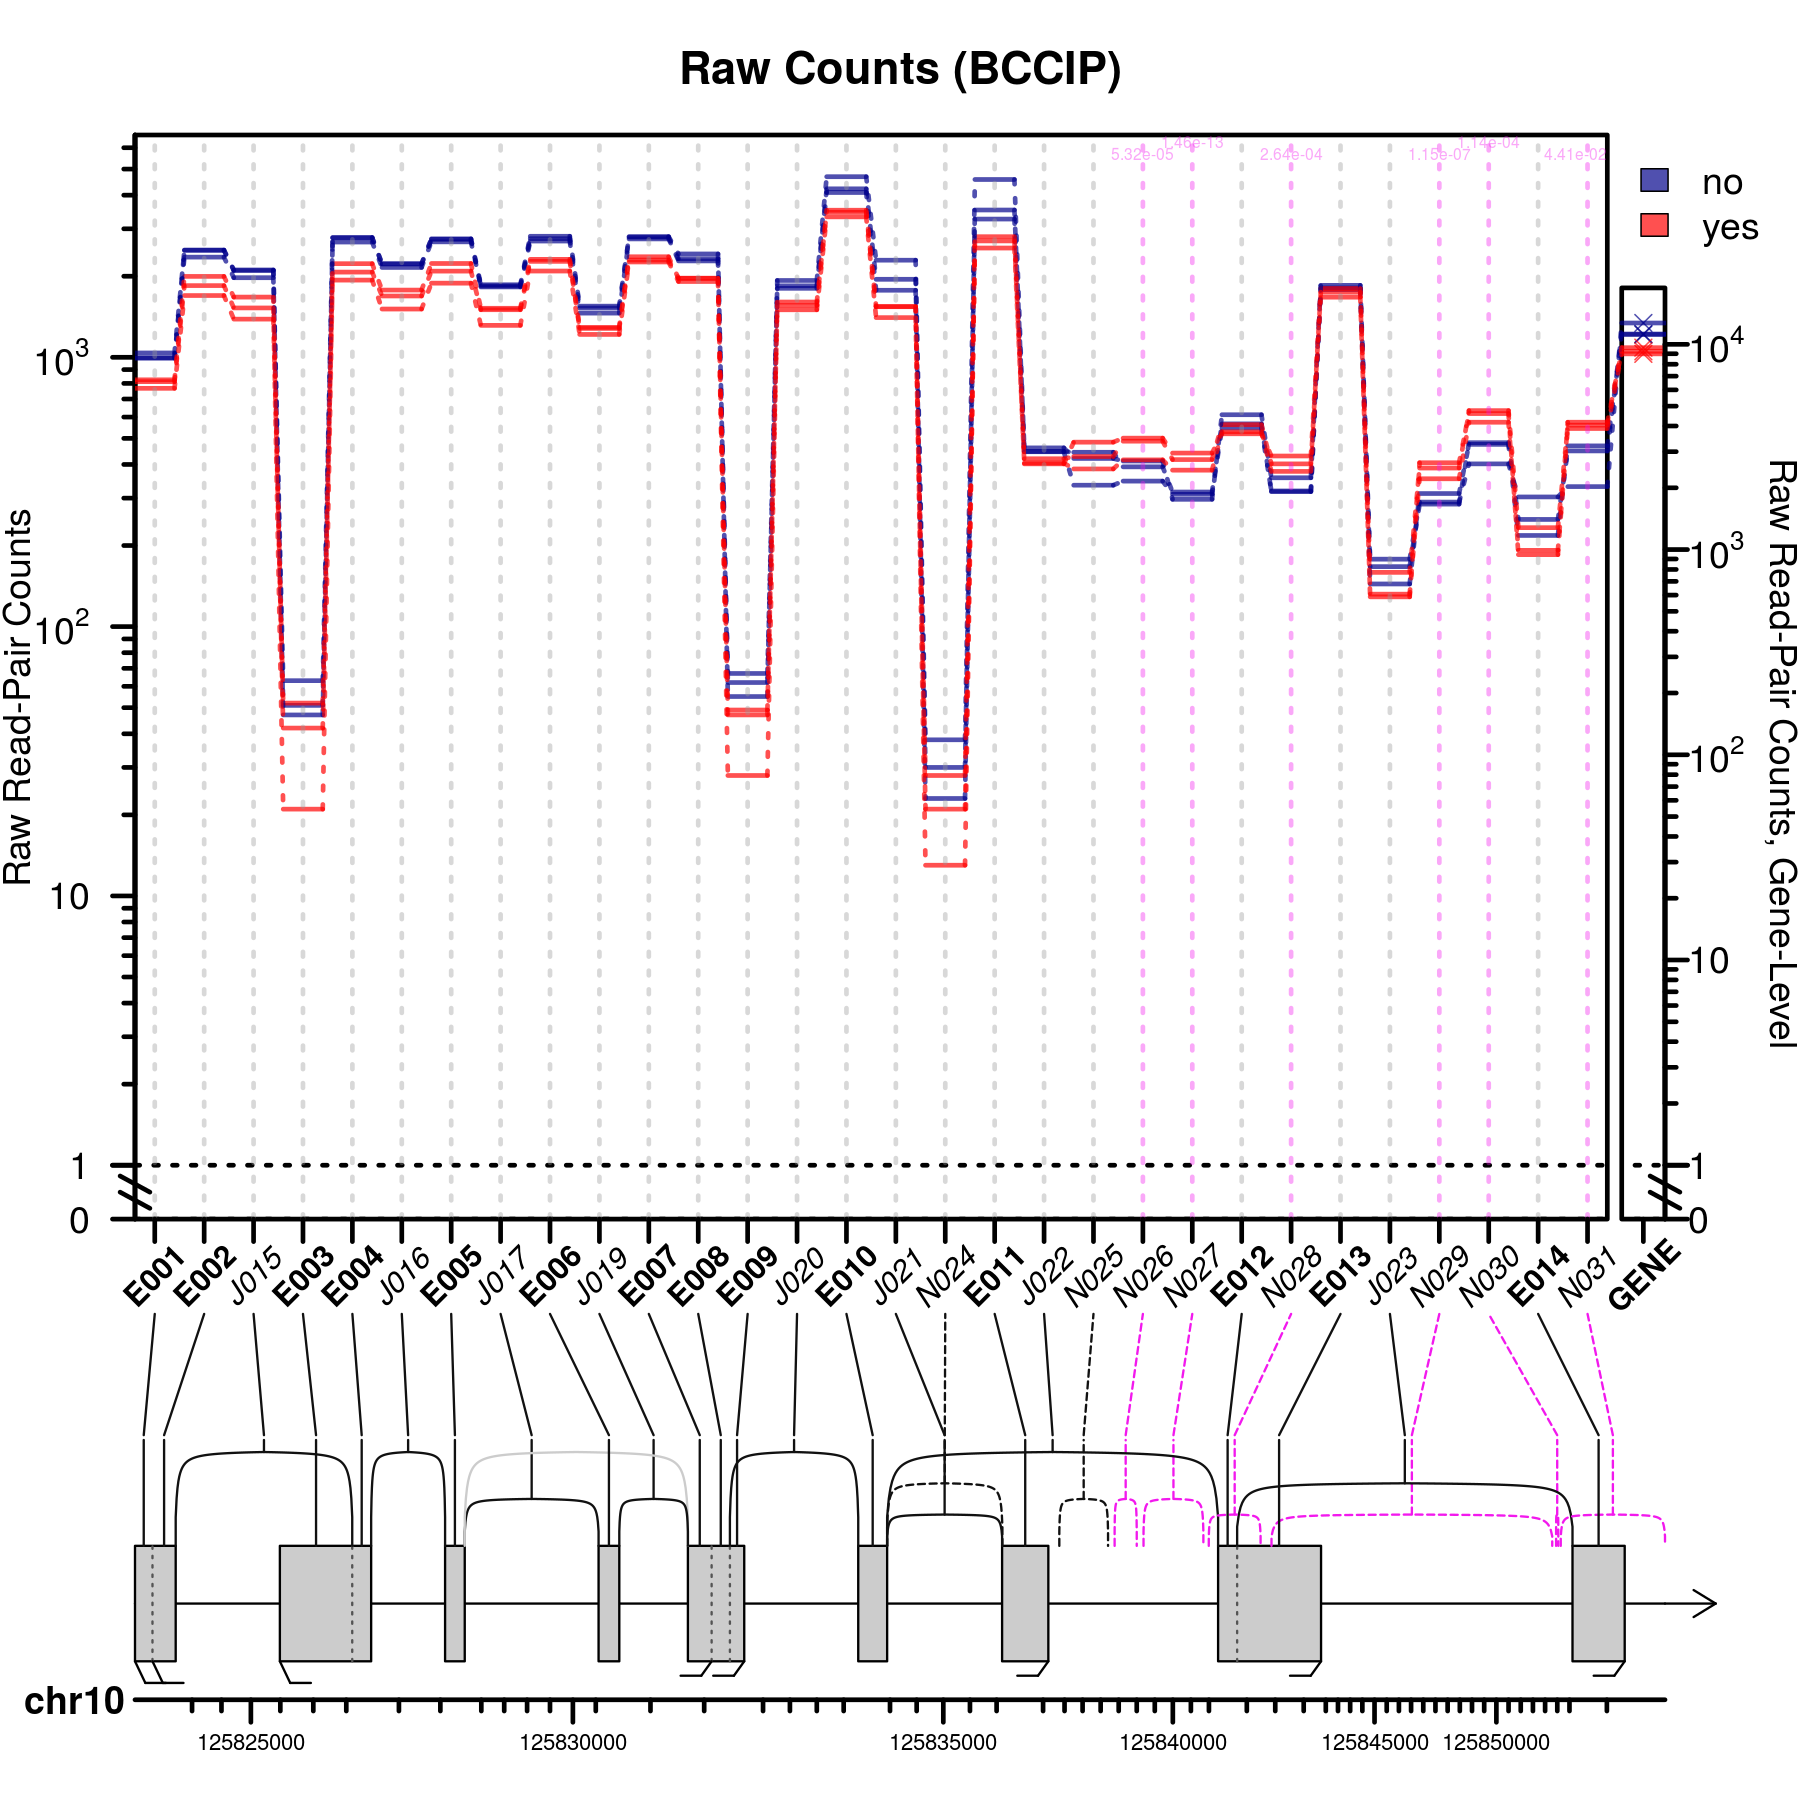 Raw Counts (BCCIP)
5.32e-05
1.46e-13
2.64e-04
1.15e-07
1.14e-04
4.41e-02
no
yes
Raw Read-Pair Counts
10³
10²
10
1
0
10⁴
10³
10²
10
1
0
Raw Read-Pair Counts, Gene-Level
E001 E002 J015 E003 E004 J016 E005 J017 E006 J019 E007 E008 E009 J020 E010 J021 N024 E011 J022 N025 N026 N027 E012 N028 E013 J023 N029 N030 E014 N031 GENE
chr10
125825000 125830000 125835000 125840000 125845000 125850000